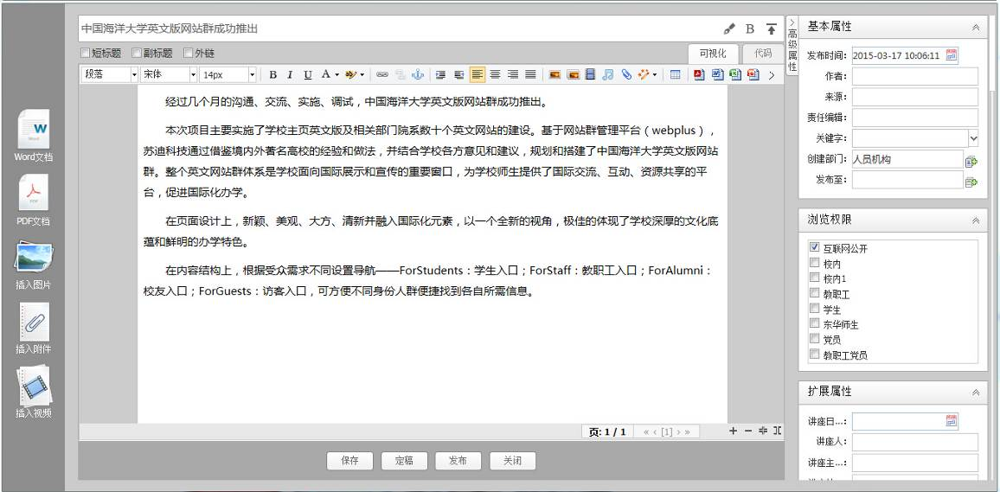 中国海洋大学英文版网站群成功推出
B
短标题 副标题 外链
可视化 代码
段落 宋体 14px B I U A ab
经过几个月的沟通、交流、实施、调试，中国海洋大学英文版网站群成功推出。
本次项目主要实施了学校主页英文版及相关部门院系数十个英文网站的建设。基于网站群管理平台（webplus），
苏迪科技通过借鉴境内外著名高校的经验和做法，并结合学校各方意见和建议，规划和搭建了中国海洋大学英文版网站
群。整个英文网站群体系是学校面向国际展示和宣传的重要窗口，为学校师生提供了国际交流、互动、资源共享的平
台，促进国际化办学。
在页面设计上，新颖、美观、大方、清新并融入国际化元素，以一个全新的视角，极佳的体现了学校深厚的文化底
蕴和鲜明的办学特色。
在内容结构上，根据受众需求不同设置导航——ForStudents：学生入口；ForStaff：教职工入口；ForAlumni：
校友入口；ForGuests：访客入口，可方便不同身份人群便捷找到各自所需信息。
页: 1 / 1 « ‹ [1] › »
保存 定稿 发布 关闭
W
Word文档
PDF文档
插入图片
插入附件
插入视频
高级属性
基本属性
发布时间: 2015-03-17 10:06:11
作者:
来源:
责任编辑:
关键字:
创建部门: 人员机构
发布至:
浏览权限
互联网公开
校内
校内1
教职工
学生
东华师生
党员
教职工党员
扩展属性
讲座日...:
讲座人:
讲座主...: